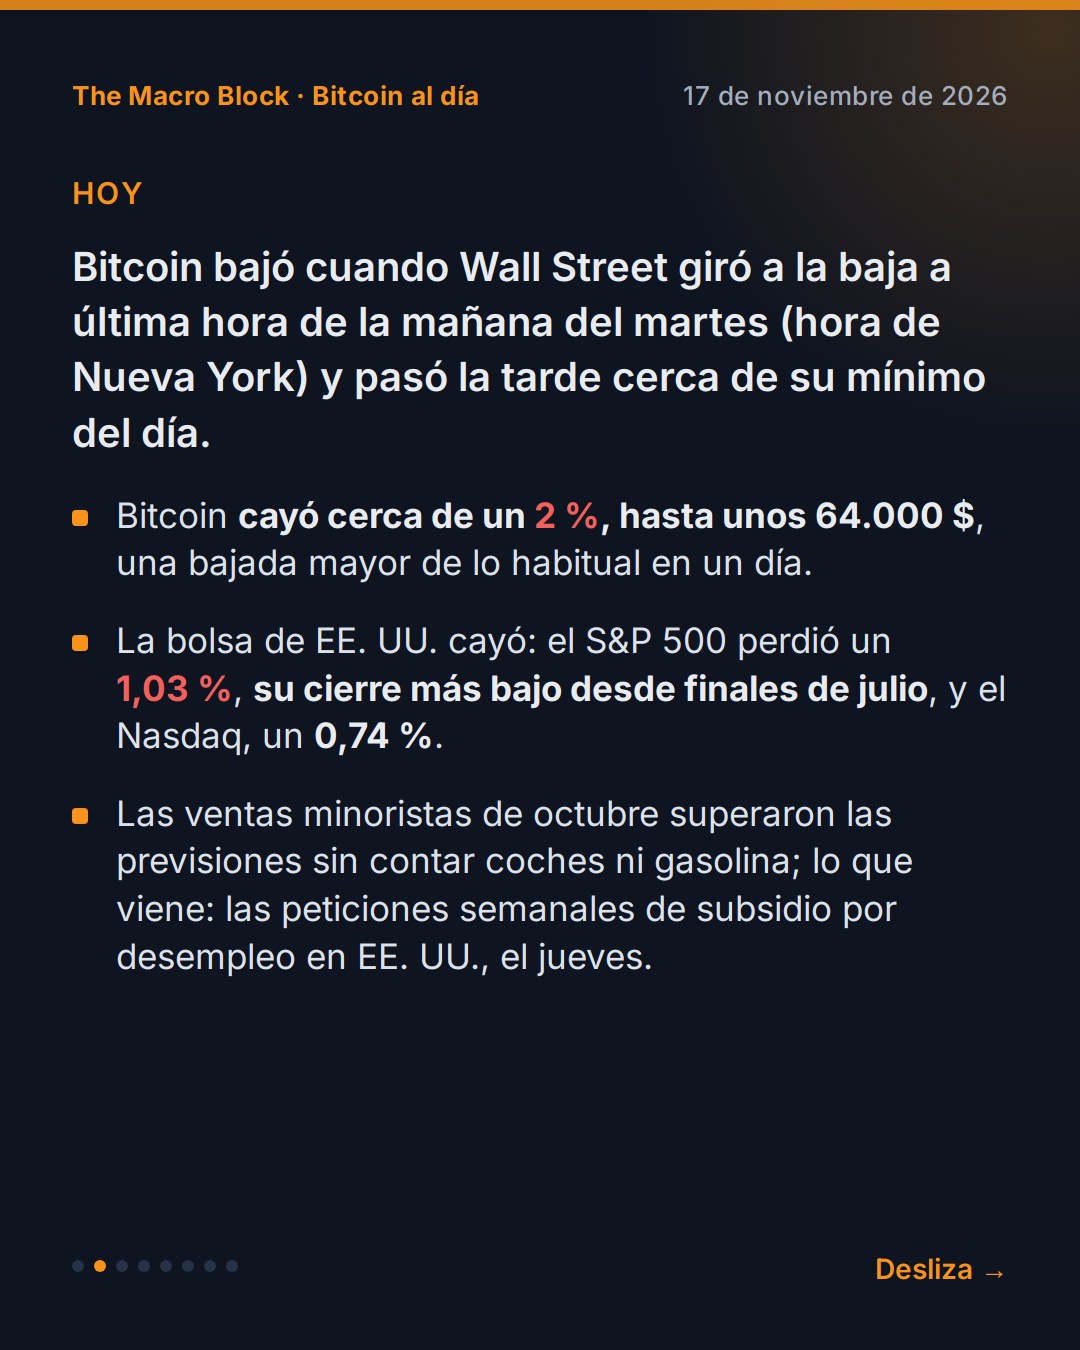 The Macro Block · Bitcoin al día
17 de noviembre de 2026
HOY
Bitcoin bajó cuando Wall Street giró a la baja a
última hora de la mañana del martes (hora de
Nueva York) y pasó la tarde cerca de su mínimo
del día.
Bitcoin cayó cerca de un 2 %, hasta unos 64.000 $,
una bajada mayor de lo habitual en un día.
La bolsa de EE. UU. cayó: el S&P 500 perdió un
1,03 %, su cierre más bajo desde finales de julio, y el
Nasdaq, un 0,74 %.
Las ventas minoristas de octubre superaron las
previsiones sin contar coches ni gasolina; lo que
viene: las peticiones semanales de subsidio por
desempleo en EE. UU., el jueves.
Desliza →